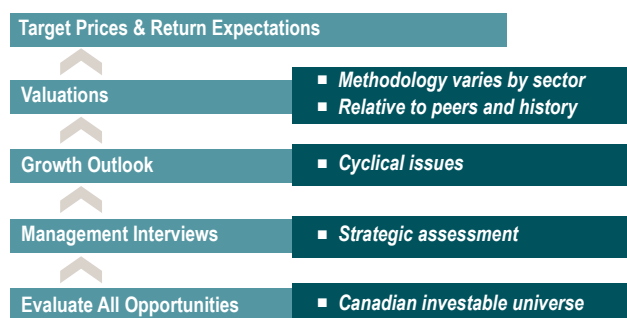 Target Prices & Return Expectations
Valuations
■ Methodology varies by sector
■ Relative to peers and history
Growth Outlook
■ Cyclical issues
Management Interviews
■ Strategic assessment
Evaluate All Opportunities
■ Canadian investable universe